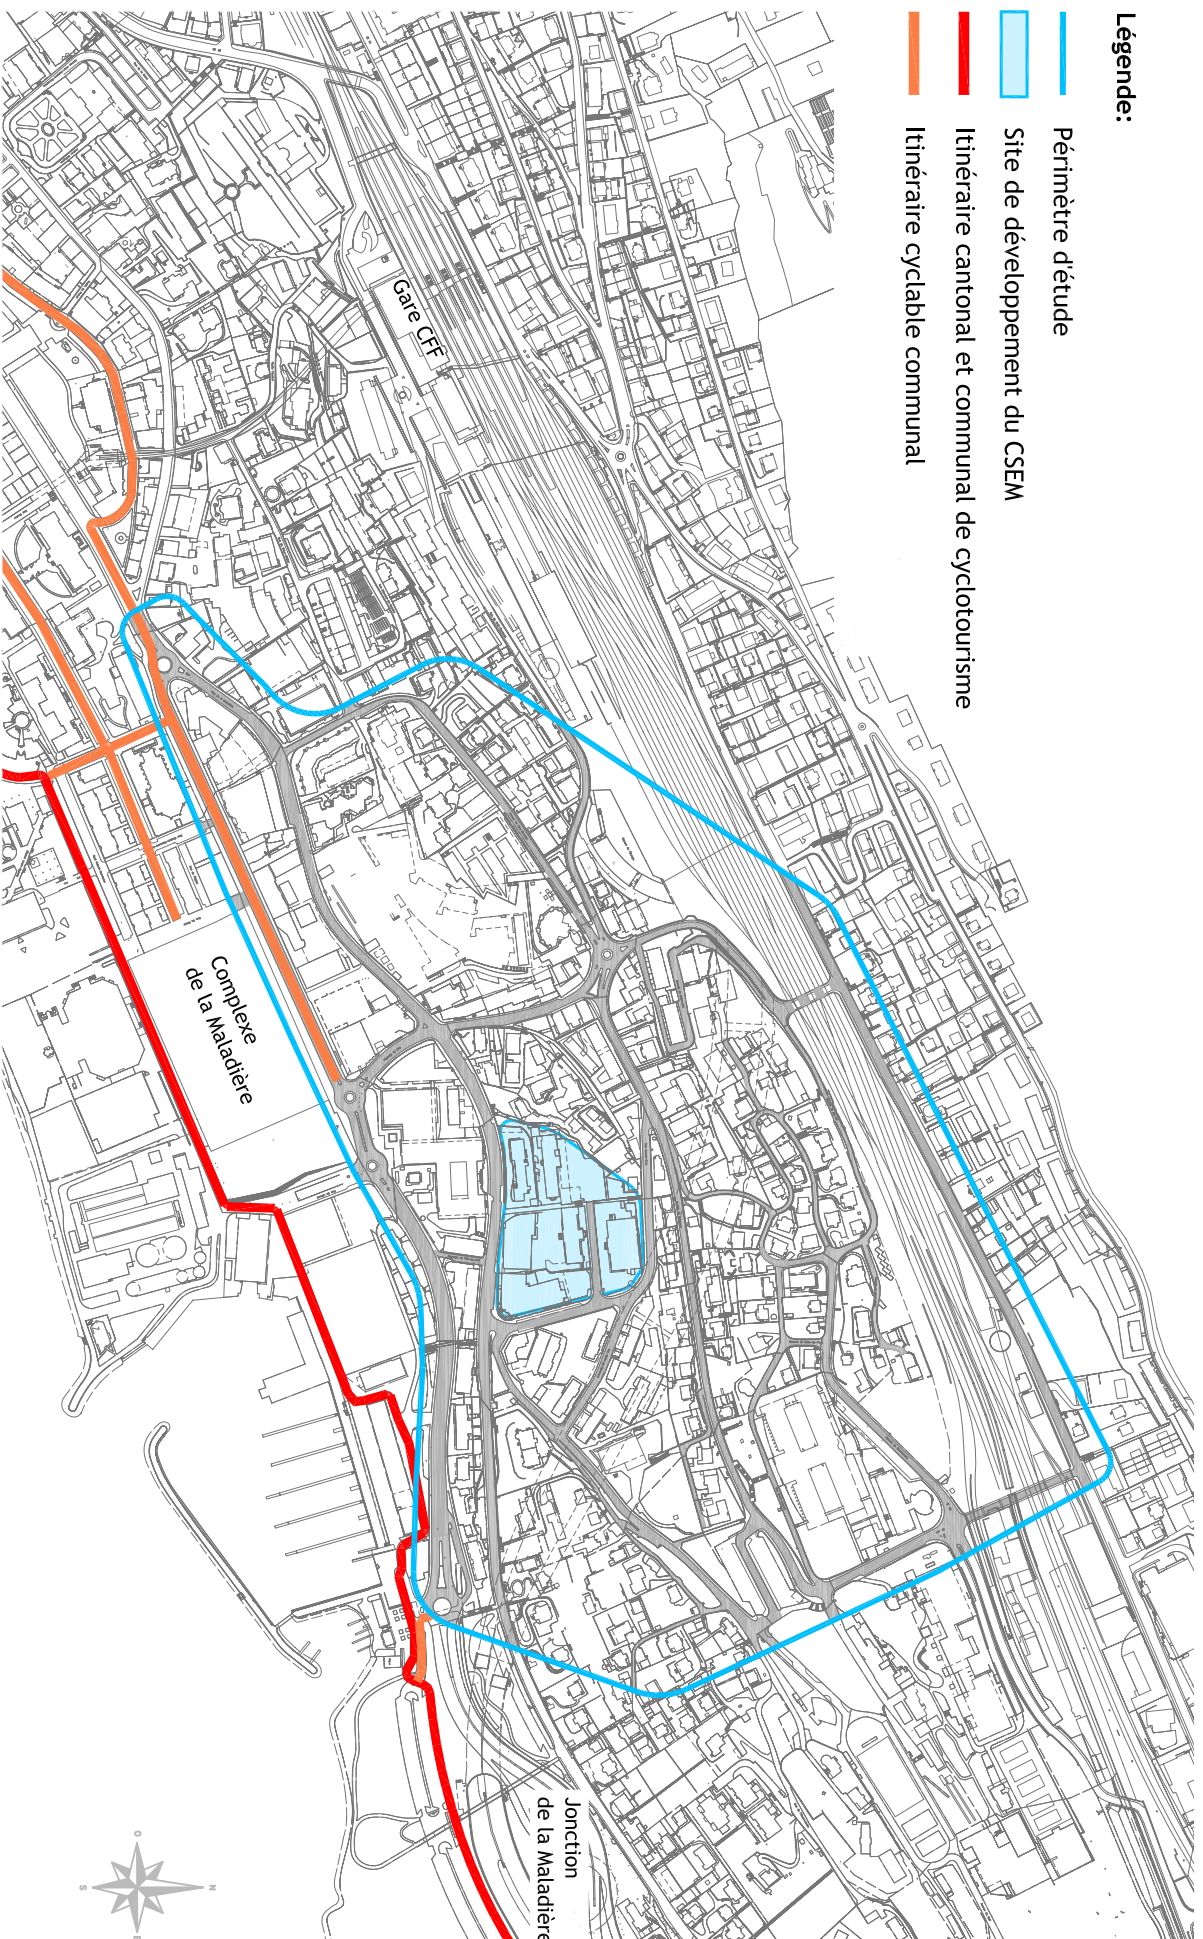 Légende:
Périmètre d'étude
Site de développement du CSEM
Itinéraire cantonal et communal de cyclotourisme
Itinéraire cyclable communal
Gare CFF
Complexe
de la Maladière
Jonction
de la Maladière
N
O
S